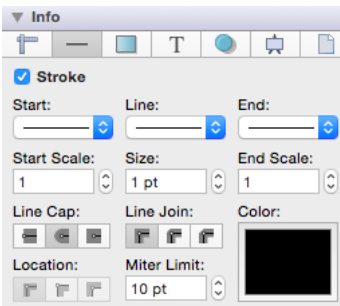 Info
T
Stroke
Start: Line: End:
Start Scale: Size: End Scale:
1 1 pt 1
Line Cap: Line Join: Color:
Location: Miter Limit:
10 pt